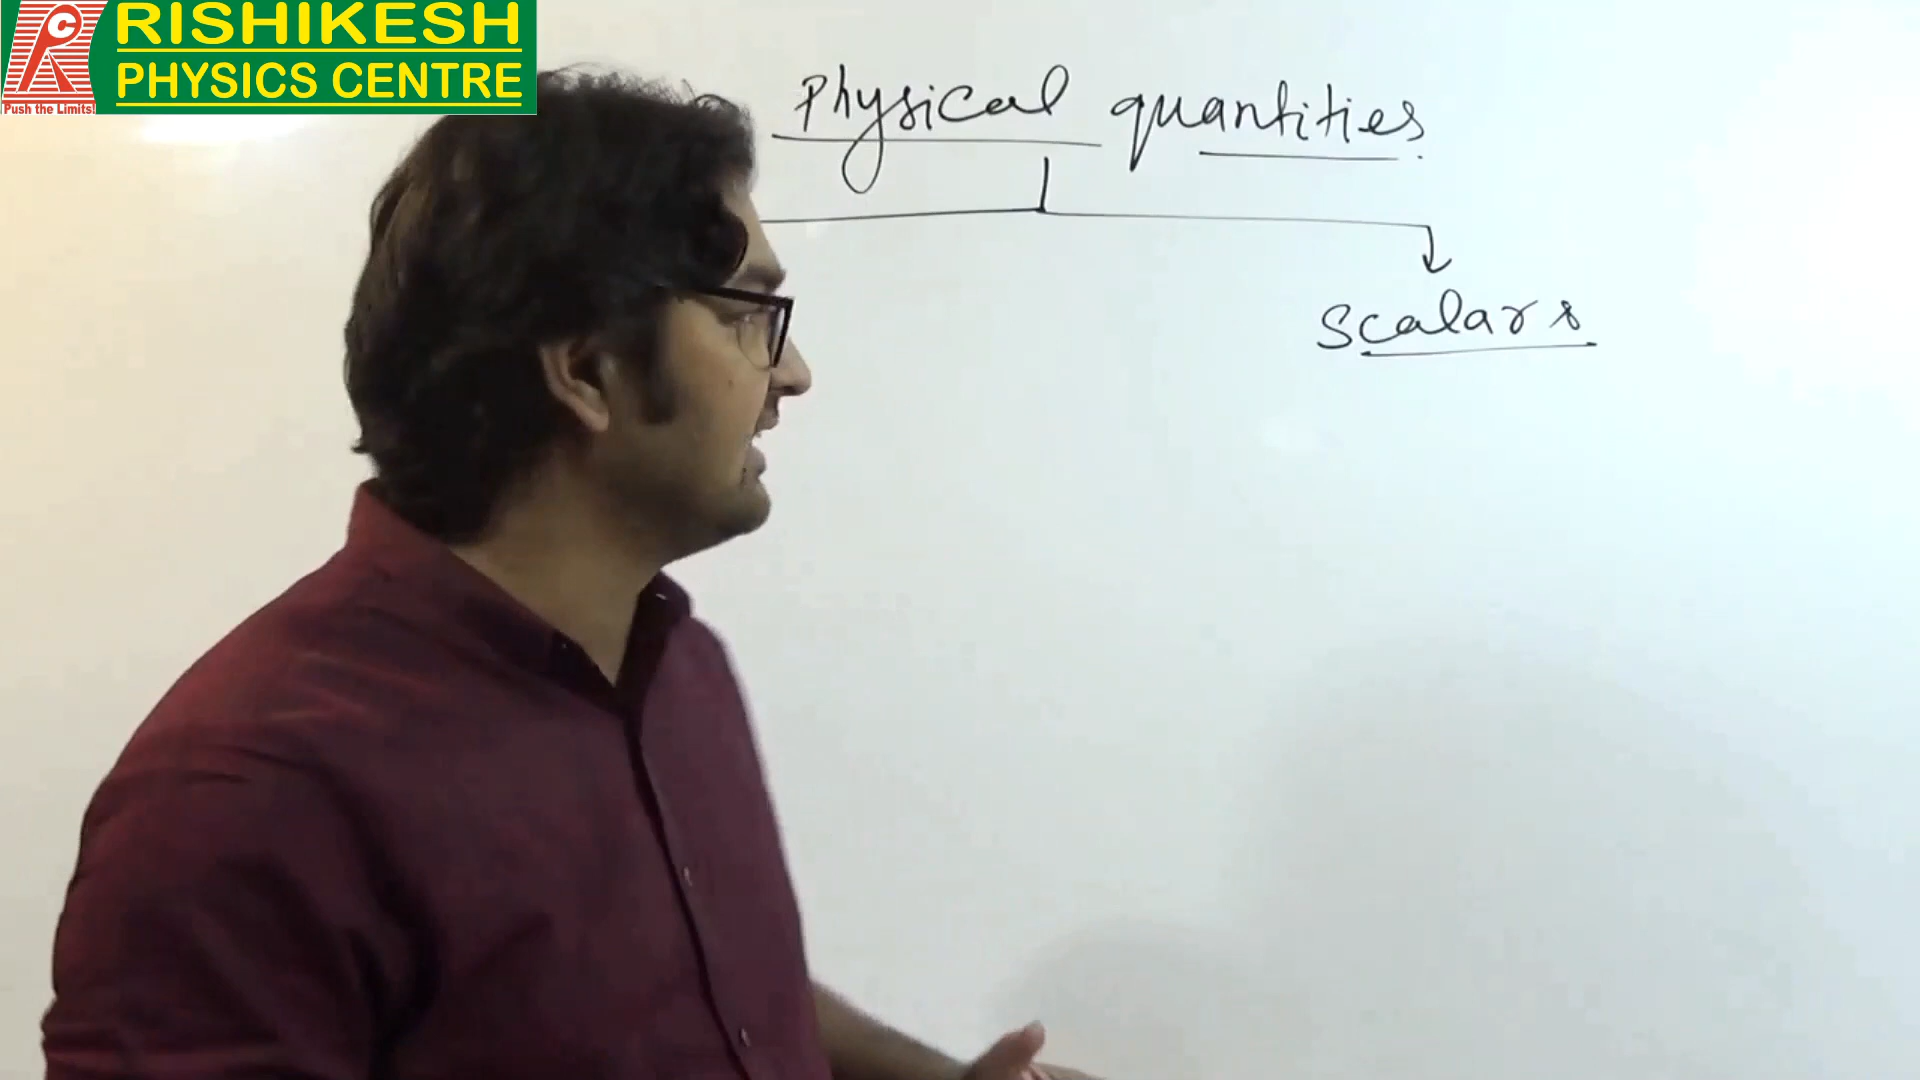 RISHIKESH
PHYSICS CENTRE
Push the Limits!
Physical quantities
Scalars